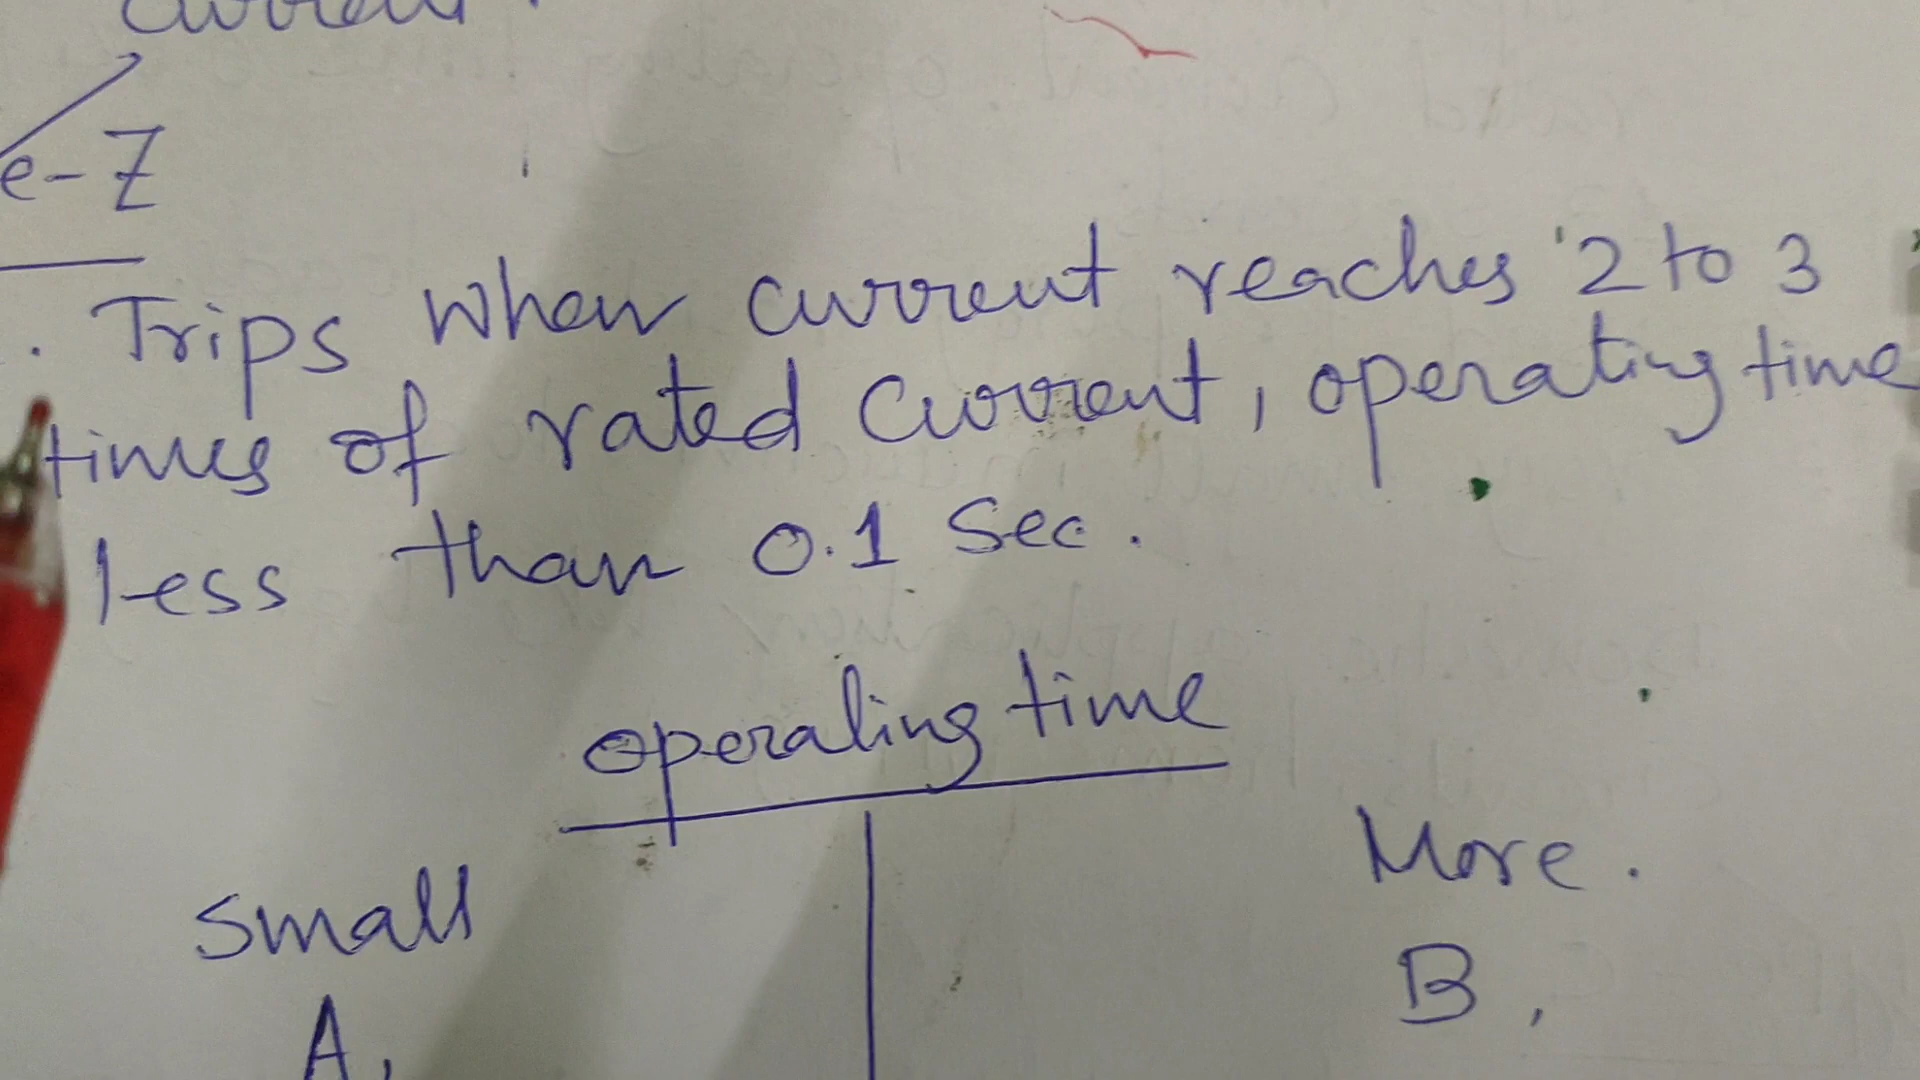 e-Z
. Trips when current reaches '2 to 3
times of rated current, operating time
less than 0.1 Sec.
operating time
small
More.
A,
B,